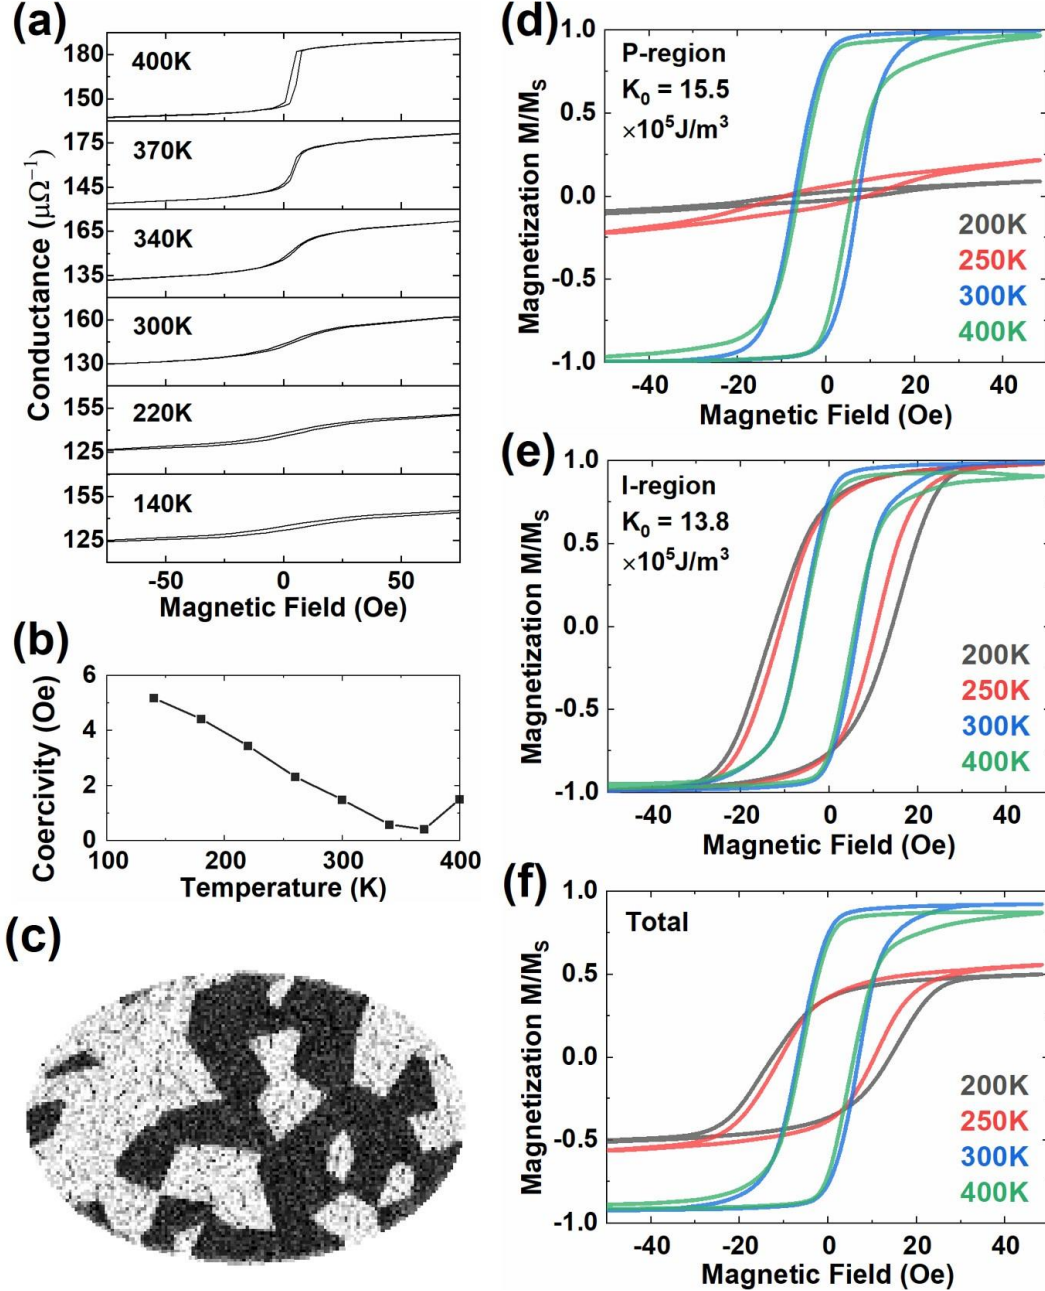 (a)
400K
180
150
370K
175
145
340K
165
135
300K
160
130
220K
155
125
140K
155
125
Conductance (μΩ⁻¹)
-50 0 50
Magnetic Field (Oe)
(b)
6
4
2
0
Coercivity (Oe)
100 200 300 400
Temperature (K)
(c)
(d)
1.0
0.5
0.0
-0.5
-1.0
Magnetization M/M_S
P-region
K₀ = 15.5
×10⁵J/m³
200K
250K
300K
400K
-40 -20 0 20 40
Magnetic Field (Oe)
(e)
1.0
0.5
0.0
-0.5
-1.0
Magnetization M/M_S
I-region
K₀ = 13.8
×10⁵J/m³
200K
250K
300K
400K
-40 -20 0 20 40
Magnetic Field (Oe)
(f)
1.0
0.5
0.0
-0.5
-1.0
Magnetization M/M_S
Total
200K
250K
300K
400K
-40 -20 0 20 40
Magnetic Field (Oe)